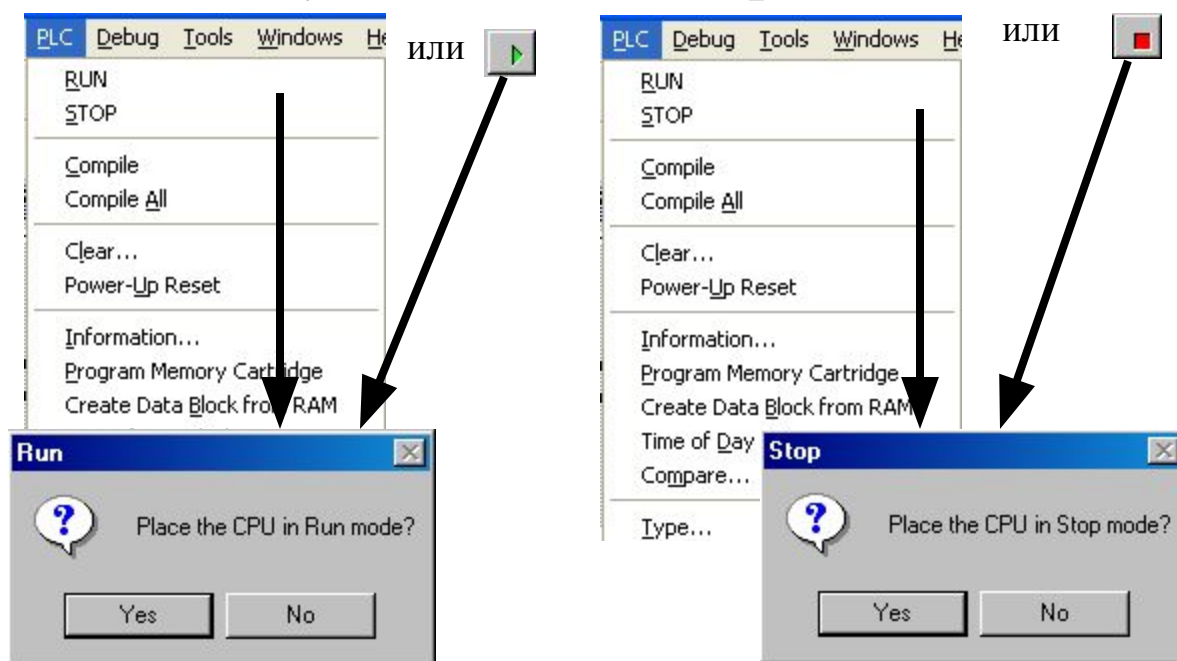 PLC Debug Tools Windows He
или
RUN
STOP
Compile
Compile All
Clear...
Power-Up Reset
Information...
Program Memory Cartridge
Create Data Block from RAM
Run
Place the CPU in Run mode?
Yes No
PLC Debug Tools Windows He
или
RUN
STOP
Compile
Compile All
Clear...
Power-Up Reset
Information...
Program Memory Cartridge
Create Data Block from RAM
Time of Day
Compare...
Type...
Stop
Place the CPU in Stop mode?
Yes No